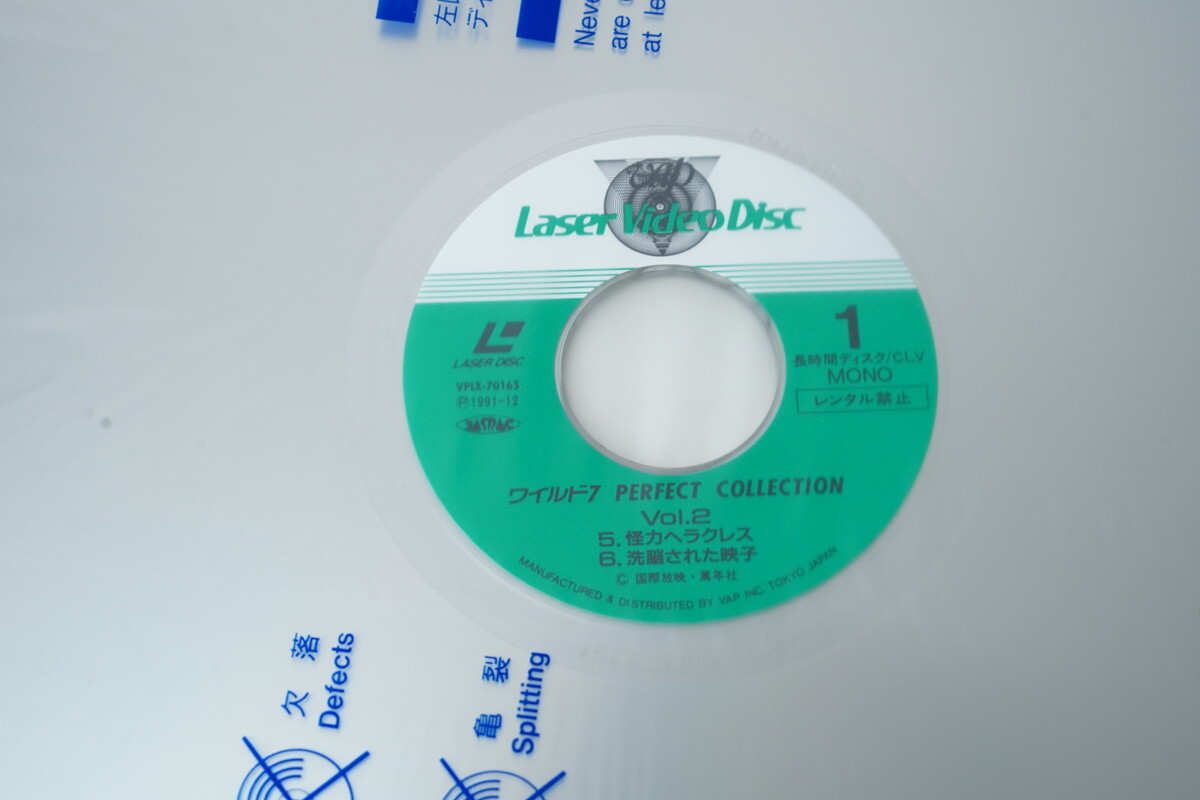 左
ディ
Neve
are
at le
Laser Video Disc
LASER DISC
VPLX-70165
Ⓟ1991-12
JASRAC
1
長時間ディスク/CLV
MONO
レンタル禁止
ワイルド7 PERFECT COLLECTION
Vol.2
5. 怪力ヘラクレス
6. 洗脳された映子
© 国際放映・萬年社
MANUFACTURED & DISTRIBUTED BY VAP INC. TOKYO JAPAN
欠落
Defects
亀裂
Splitting